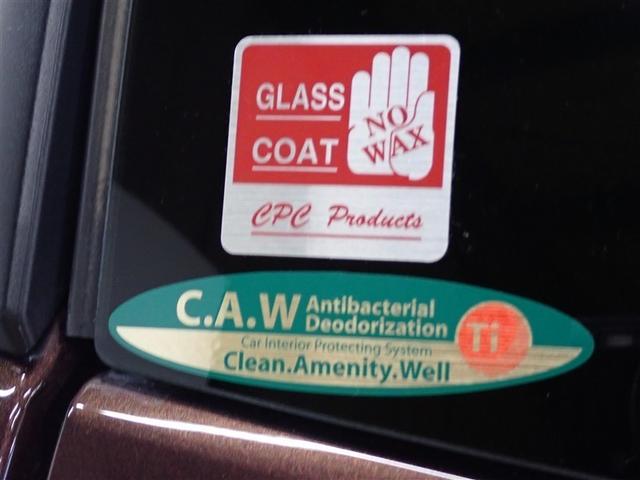 GLASS
COAT
NO
WAX
CPC Products
C.A.W Antibacterial
Deodorization
Ti
Car Interior Protecting System
Clean.Amenity.Well